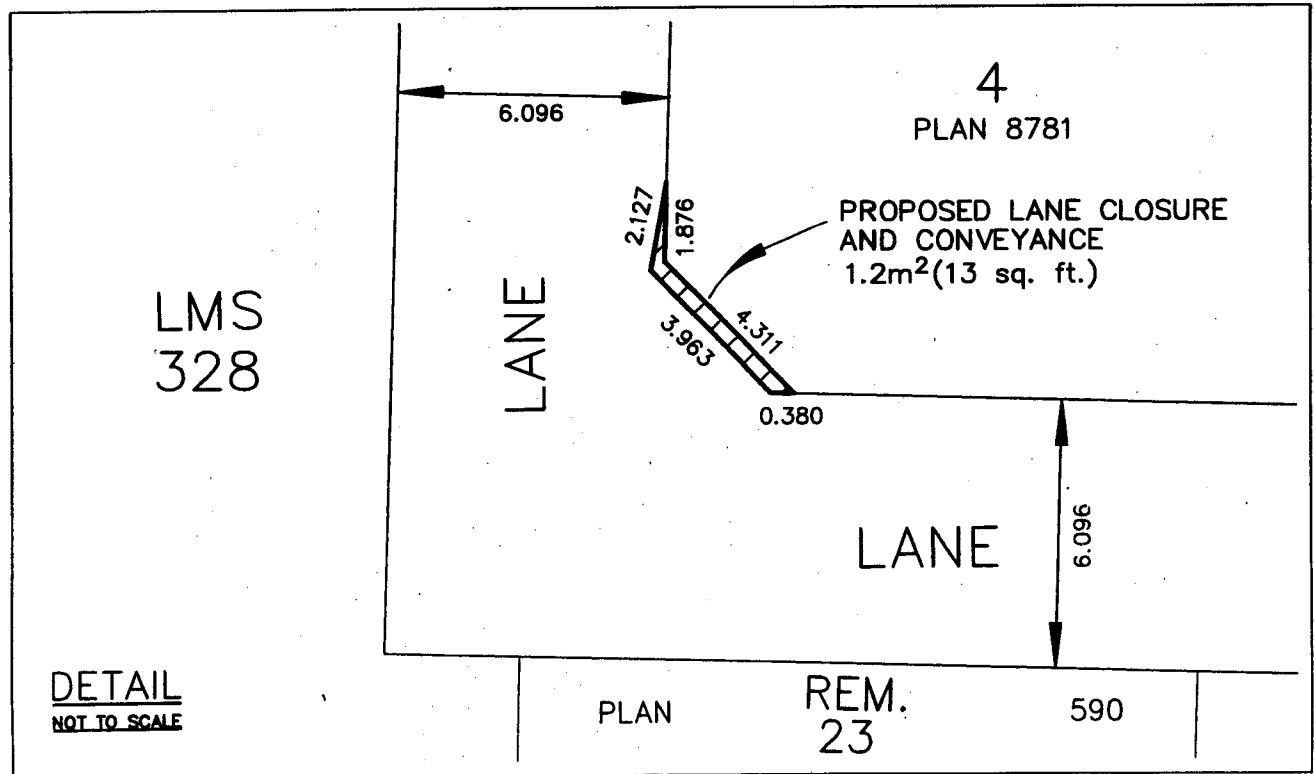 4
PLAN 8781
6.096
2.127
1.876
PROPOSED LANE CLOSURE
AND CONVEYANCE
1.2m²(13 sq. ft.)
LMS
328
LANE
4.311
3.963
0.380
LANE
6.096
DETAIL
NOT TO SCALE
PLAN
REM.
23
590